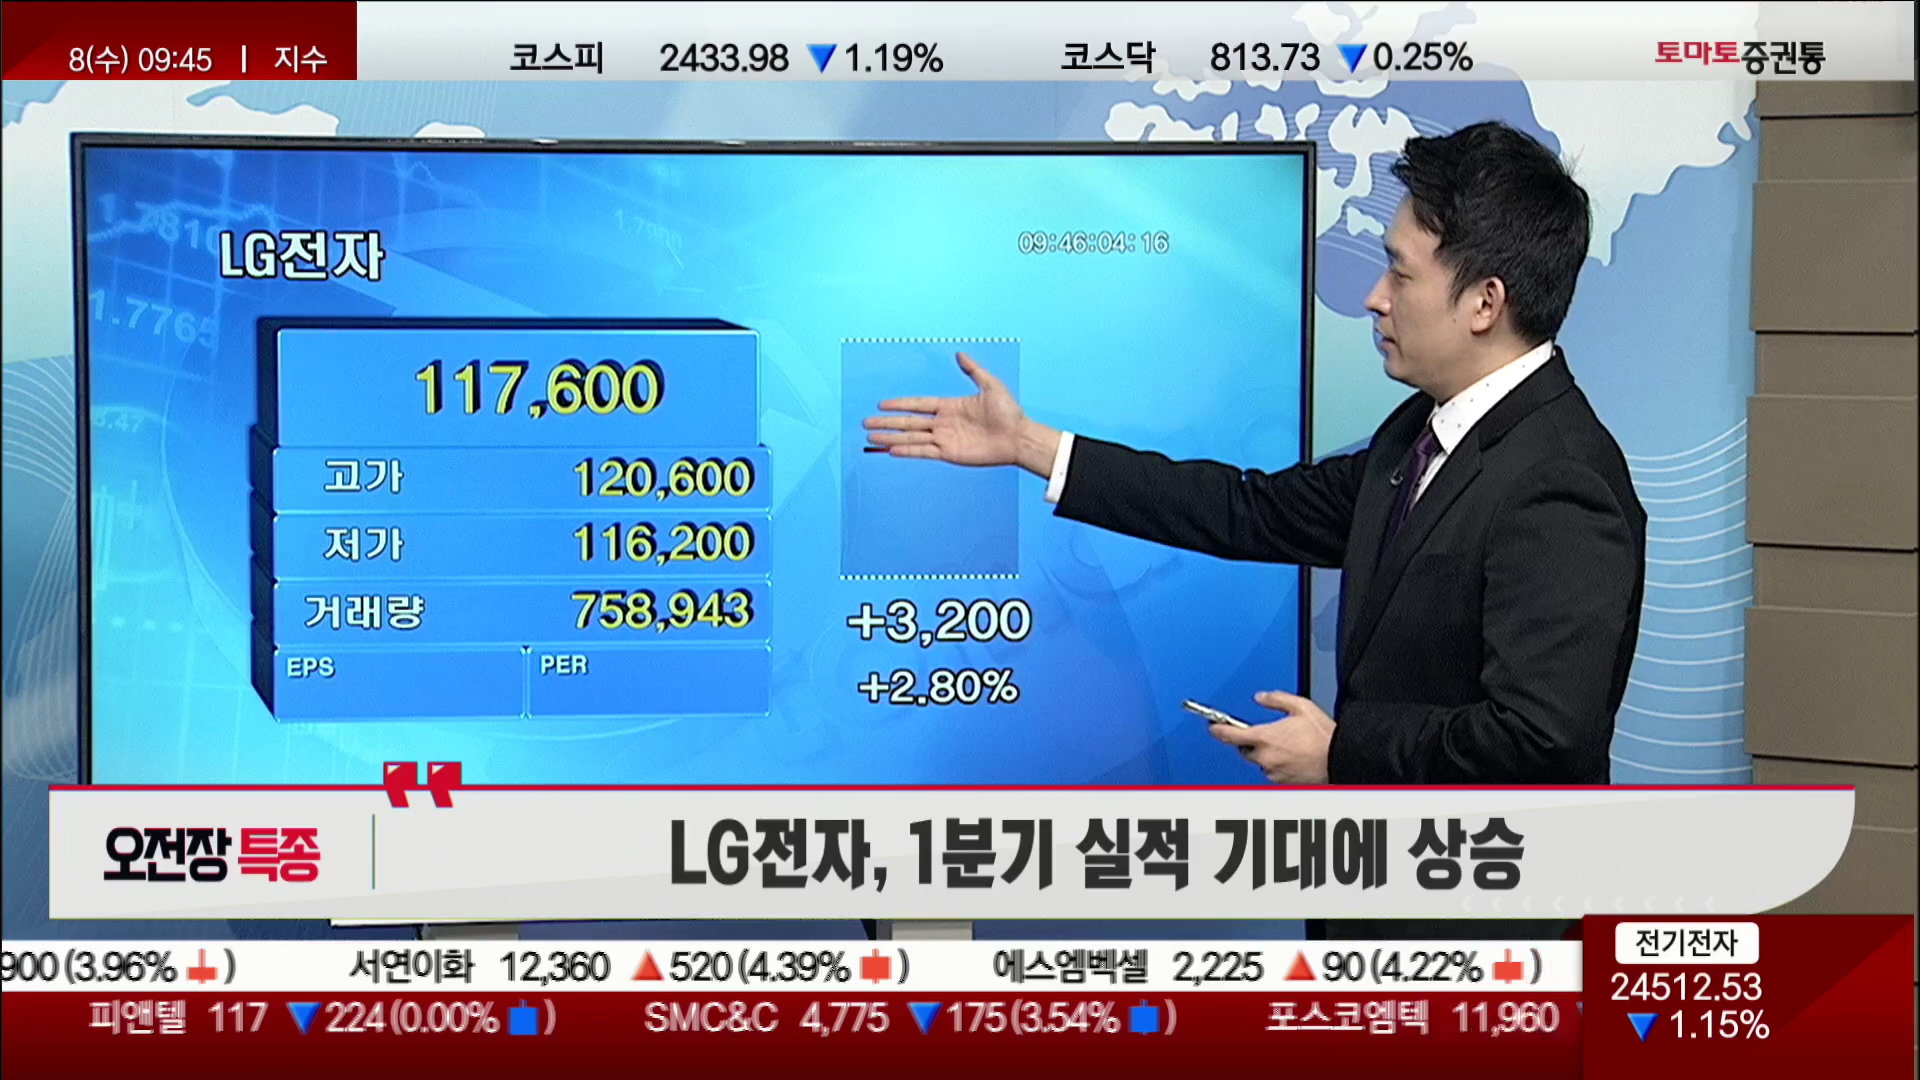 8(수) 09:45 | 지수
코스피 2433.98 ▼1.19%
코스닥 813.73 ▼0.25%
토마토증권통
LG전자
09:46:04:16
117,600
고가 120,600
저가 116,200
거래량 758,943
EPS PER
+3,200
+2.80%
오전장 특종
LG전자, 1분기 실적 기대에 상승
900(3.96% ) 서연이화 12,360 ▲520(4.39% ) 에스엠벡셀 2,225 ▲90(4.22% )
피앤텔 117 ▼224(0.00% ) SMC&C 4,775 ▼175(3.54% ) 포스코엠텍 11,960
전기전자
24512.53
▼1.15%